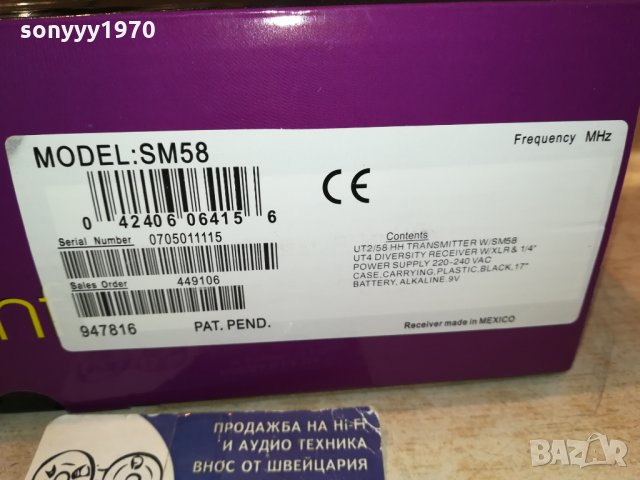 sonyyy1970
MODEL:SM58
Frequency MHz
0 42406 06415 6
CE
Serial Number 0705011115
Sales Order 449106
947816 PAT. PEND.
Contents
UT2/58 HH TRANSMITTER W/SM58
UT4 DIVERSITY RECEIVER W/XLR & 1/4"
POWER SUPPLY 220-240 VAC
CASE,CARRYING,PLASTIC,BLACK,17"
BATTERY, ALKALINE,9V
Receiver made in MEXICO
ПРОДАЖБА НА Hi-Fi
И АУДИО ТЕХНИКА
ВНОС ОТ ШВЕЙЦАРИЯ
BAZAR